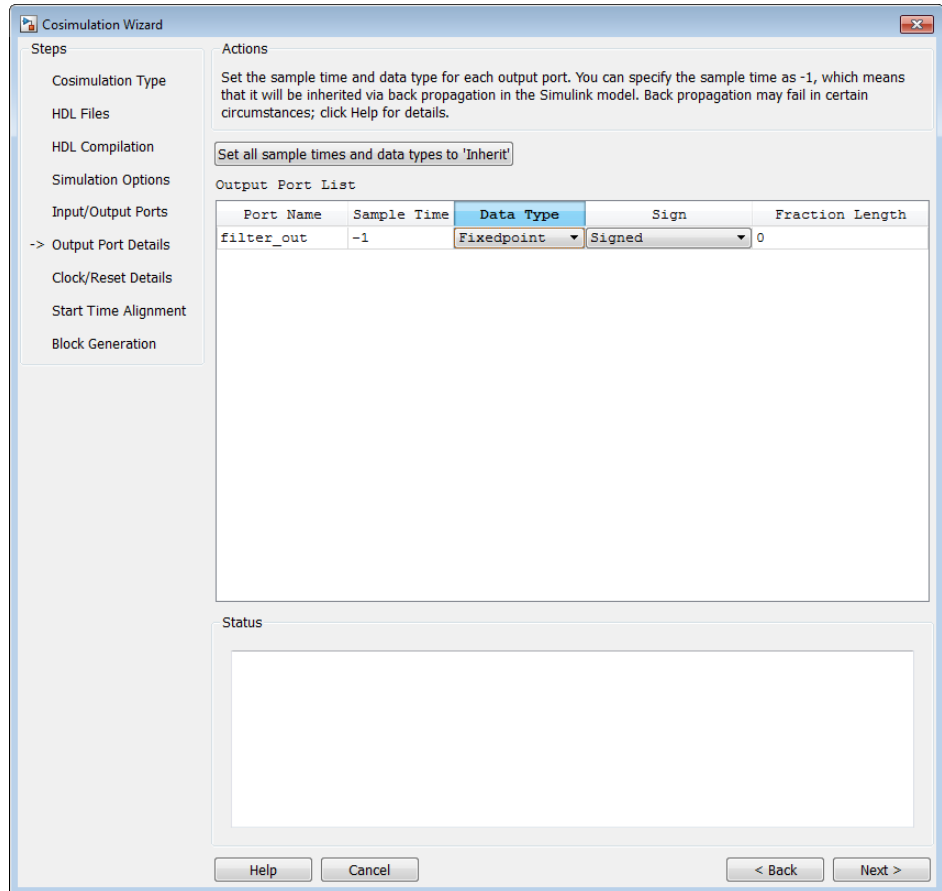 Cosimulation Wizard
Steps
Cosimulation Type
HDL Files
HDL Compilation
Simulation Options
Input/Output Ports
-> Output Port Details
Clock/Reset Details
Start Time Alignment
Block Generation
Actions
Set the sample time and data type for each output port. You can specify the sample time as -1, which means
that it will be inherited via back propagation in the Simulink model. Back propagation may fail in certain
circumstances; click Help for details.
Set all sample times and data types to 'Inherit'
Output Port List
Port Name Sample Time Data Type Sign Fraction Length
filter_out -1 Fixedpoint Signed 0
Status
Help Cancel < Back Next >